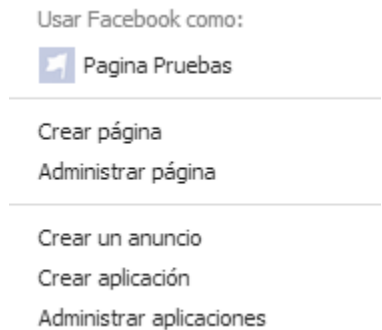 Usar Facebook como:
Pagina Pruebas
Crear página
Administrar página
Crear un anuncio
Crear aplicación
Administrar aplicaciones